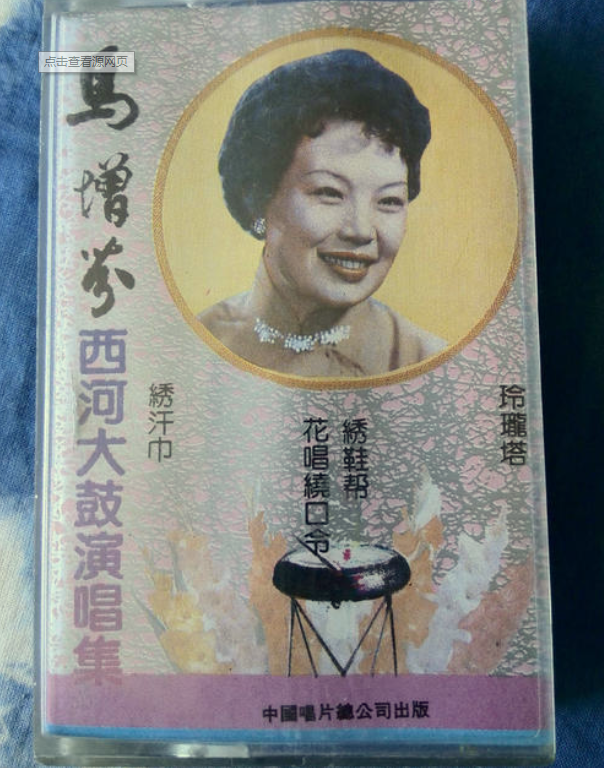 点击查看源网页
馬增芬
西河大鼓演唱集
綉汗巾
花唱繞口令
綉鞋帮
玲瓏塔
中國唱片總公司出版